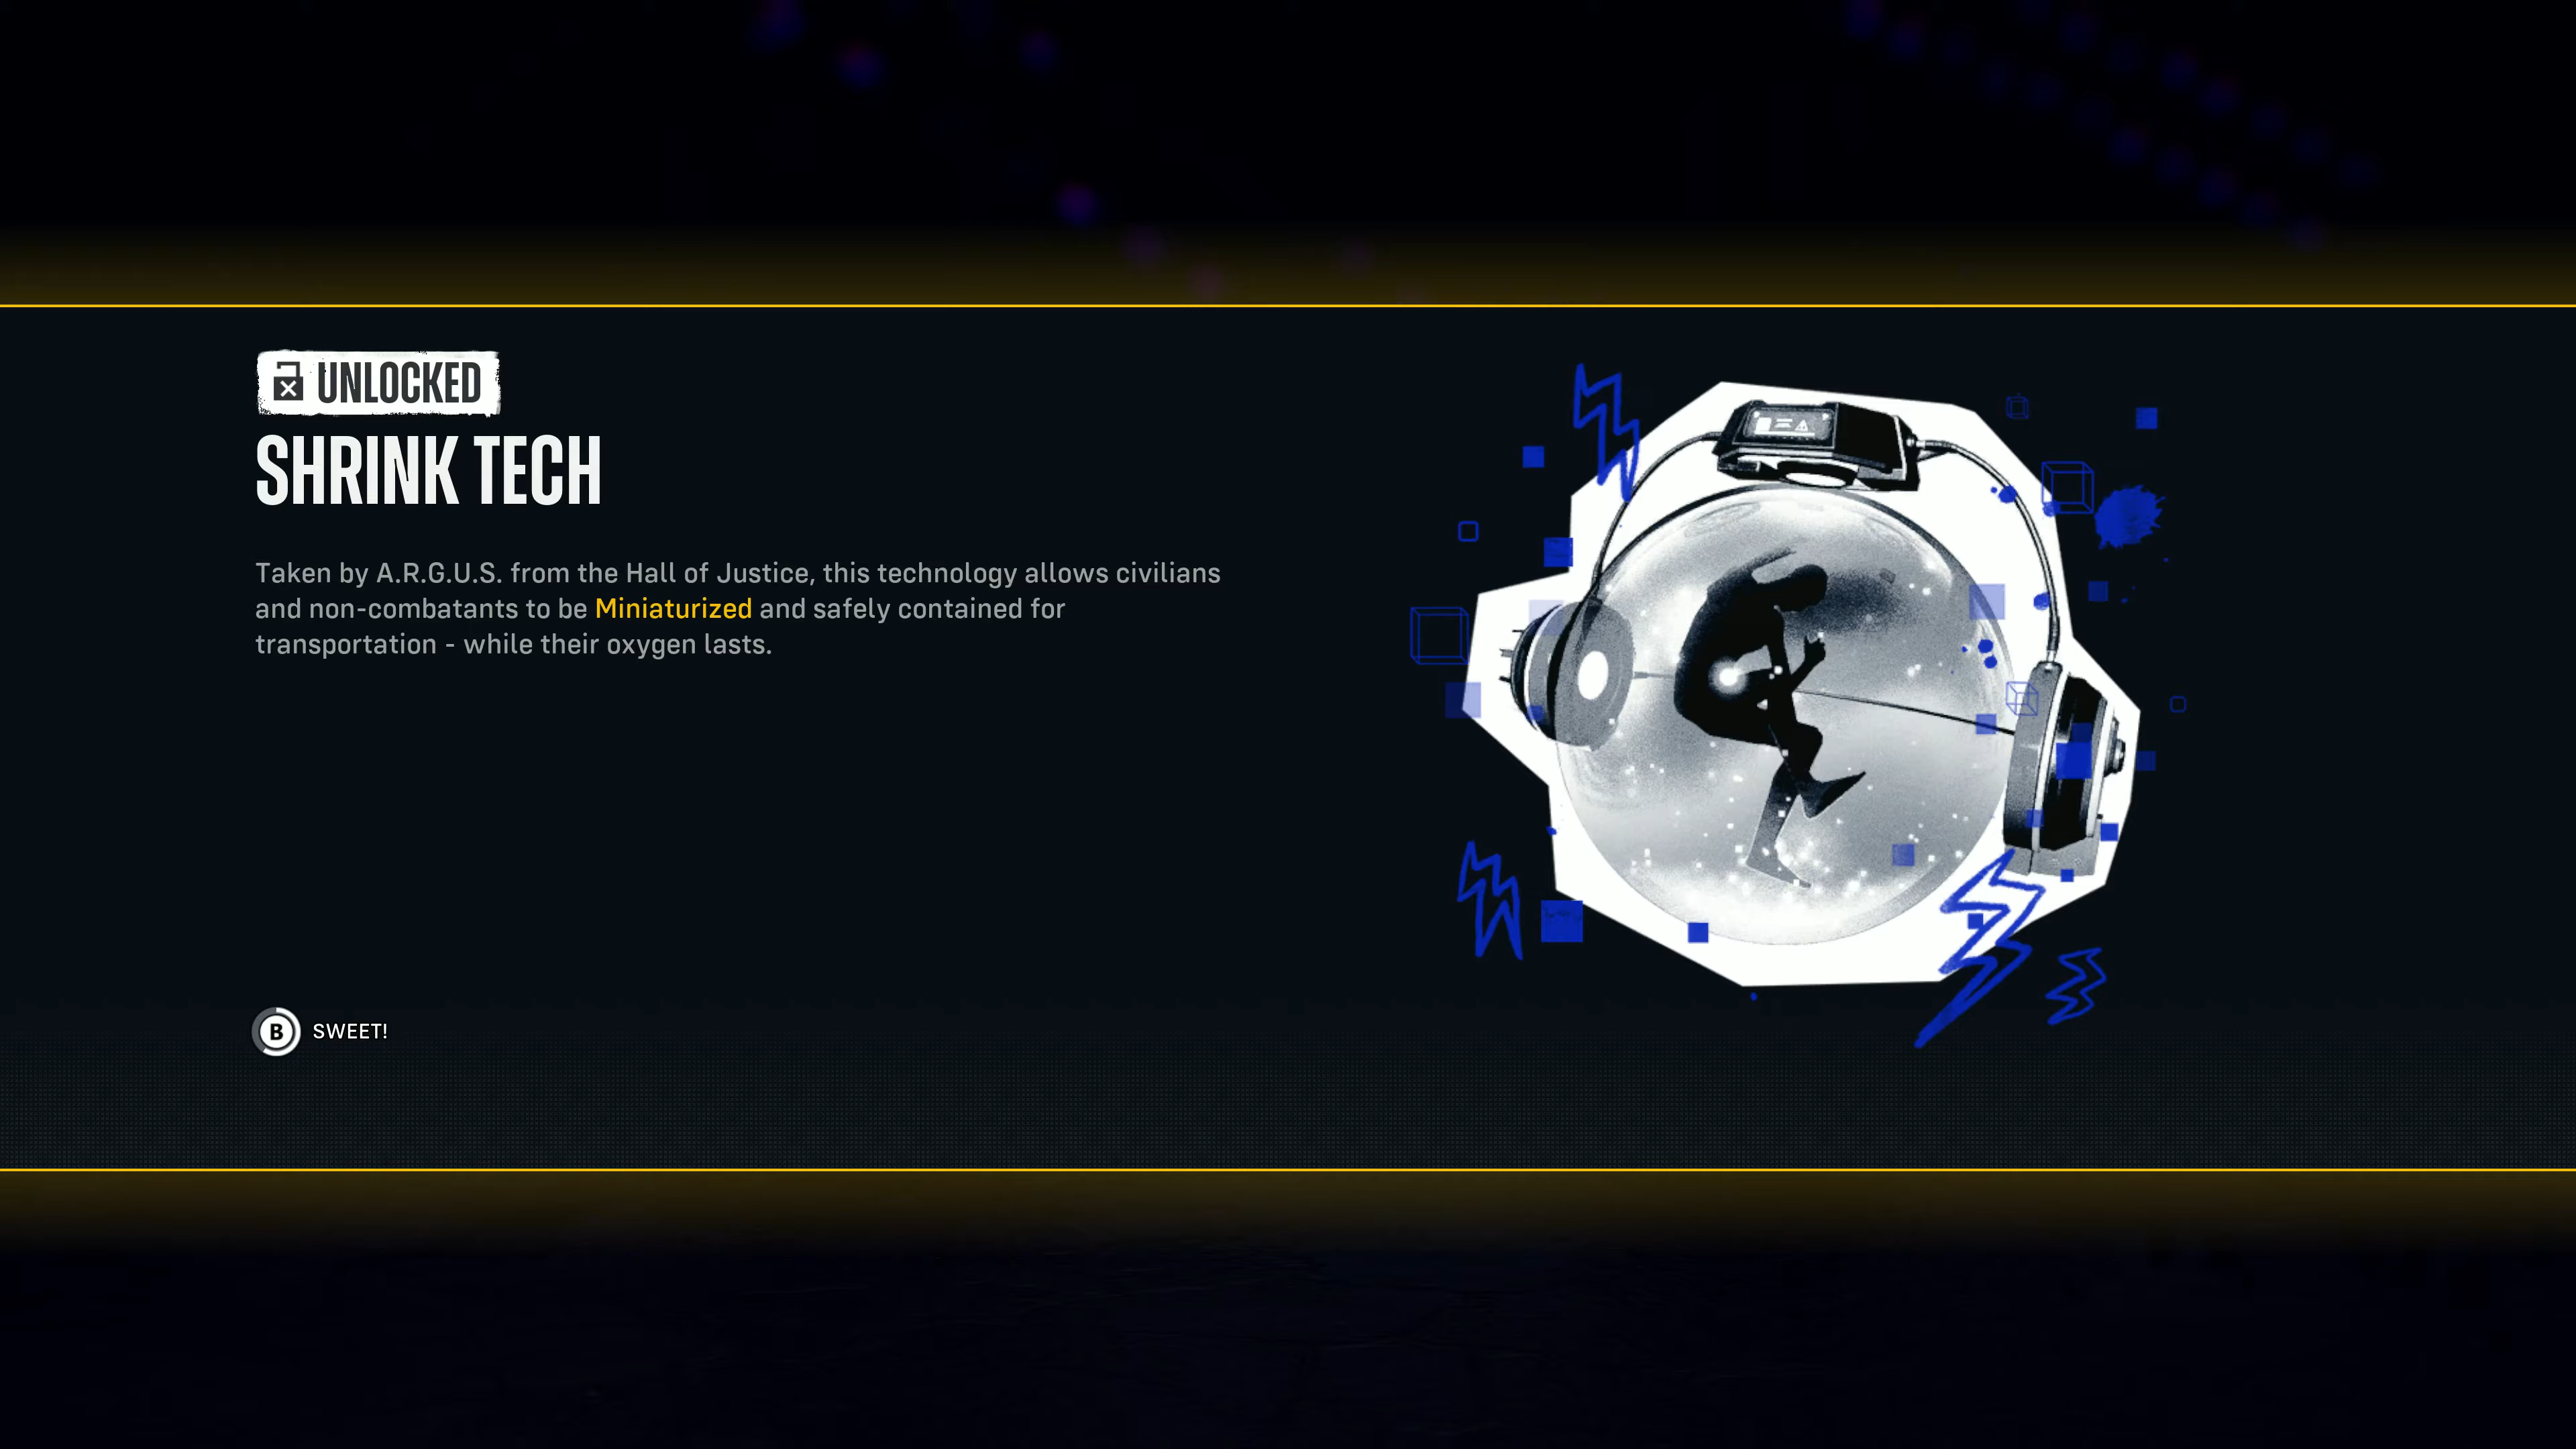 UNLOCKED
SHRINK TECH
Taken by A.R.G.U.S. from the Hall of Justice, this technology allows civilians
and non-combatants to be Miniaturized and safely contained for
transportation - while their oxygen lasts.
B SWEET!